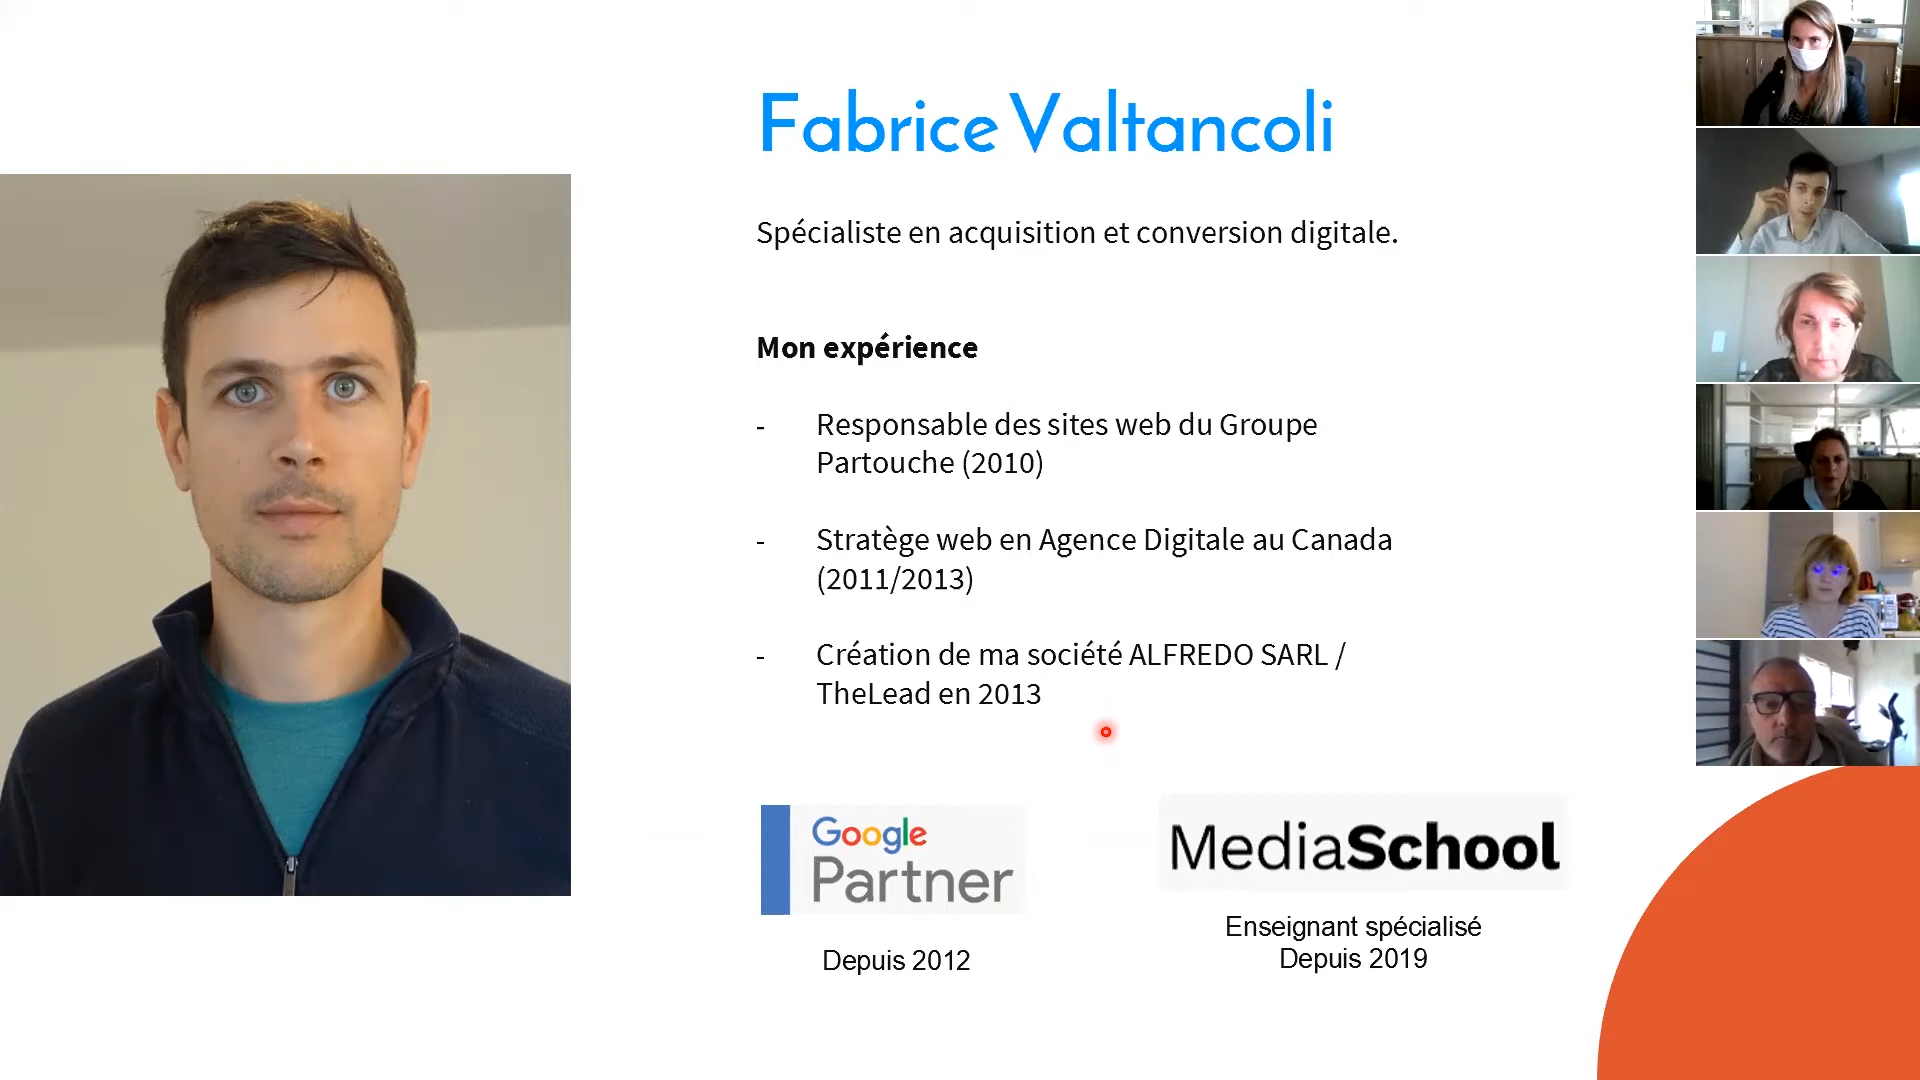 Fabrice Valtancoli
Spécialiste en acquisition et conversion digitale.
Mon expérience
- Responsable des sites web du Groupe
Partouche (2010)
- Stratège web en Agence Digitale au Canada
(2011/2013)
- Création de ma société ALFREDO SARL /
TheLead en 2013
Google
Partner
Depuis 2012
MediaSchool
Enseignant spécialisé
Depuis 2019